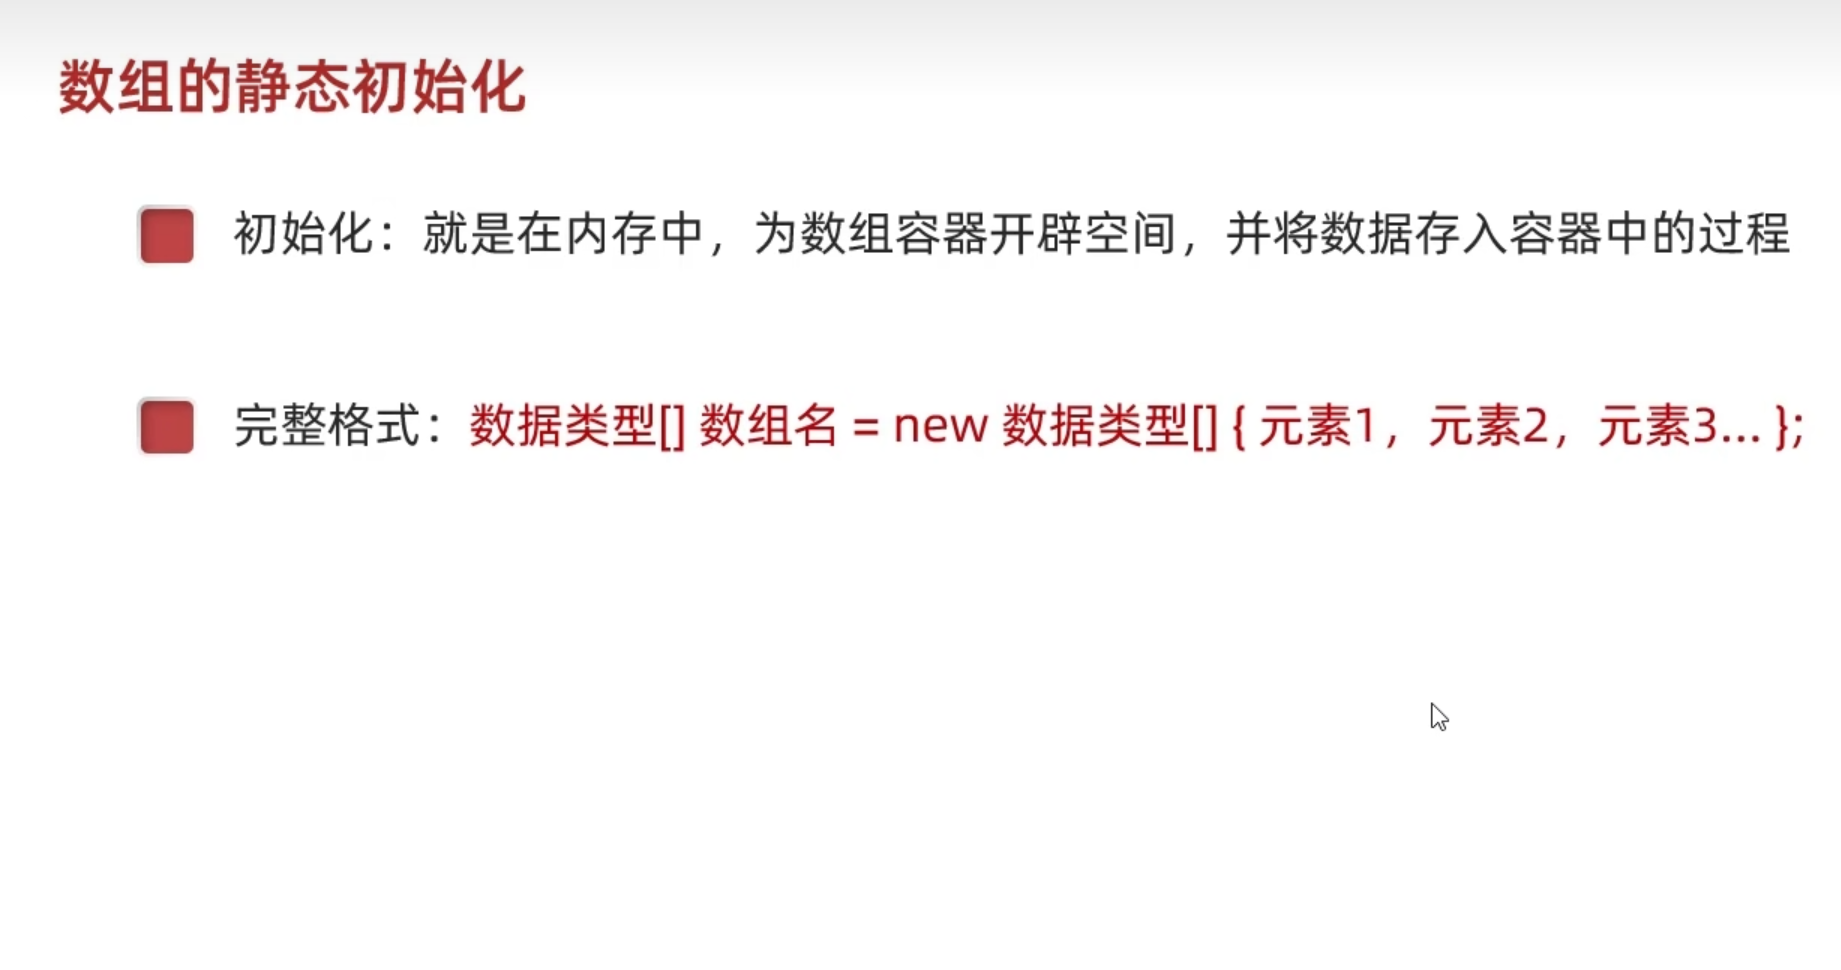 数组的静态初始化
初始化：就是在内存中，为数组容器开辟空间，并将数据存入容器中的过程
完整格式：数据类型[] 数组名 = new 数据类型[] { 元素1，元素2，元素3... };